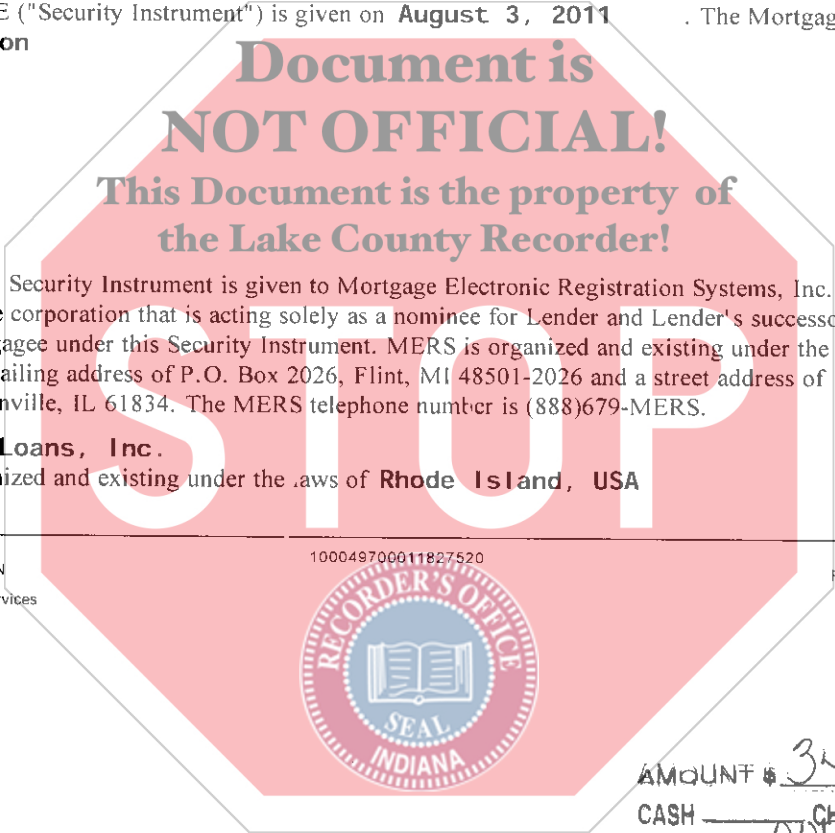 E ("Security Instrument") is given on August 3, 2011 . The Mortgag
on
Document is
NOT OFFICIAL!
This Document is the property of
the Lake County Recorder!
Security Instrument is given to Mortgage Electronic Registration Systems, Inc.
corporation that is acting solely as a nominee for Lender and Lender's successo
agee under this Security Instrument. MERS is organized and existing under the
ailing address of P.O. Box 2026, Flint, MI 48501-2026 and a street address of
nville, IL 61834. The MERS telephone number is (888)679-MERS.
Loans, Inc.
ized and existing under the laws of Rhode Island, USA
STOP
100049700011827520
vices
RECORDER'S OFFICE
SEAL
INDIANA
AMOUNT $ 
CASH